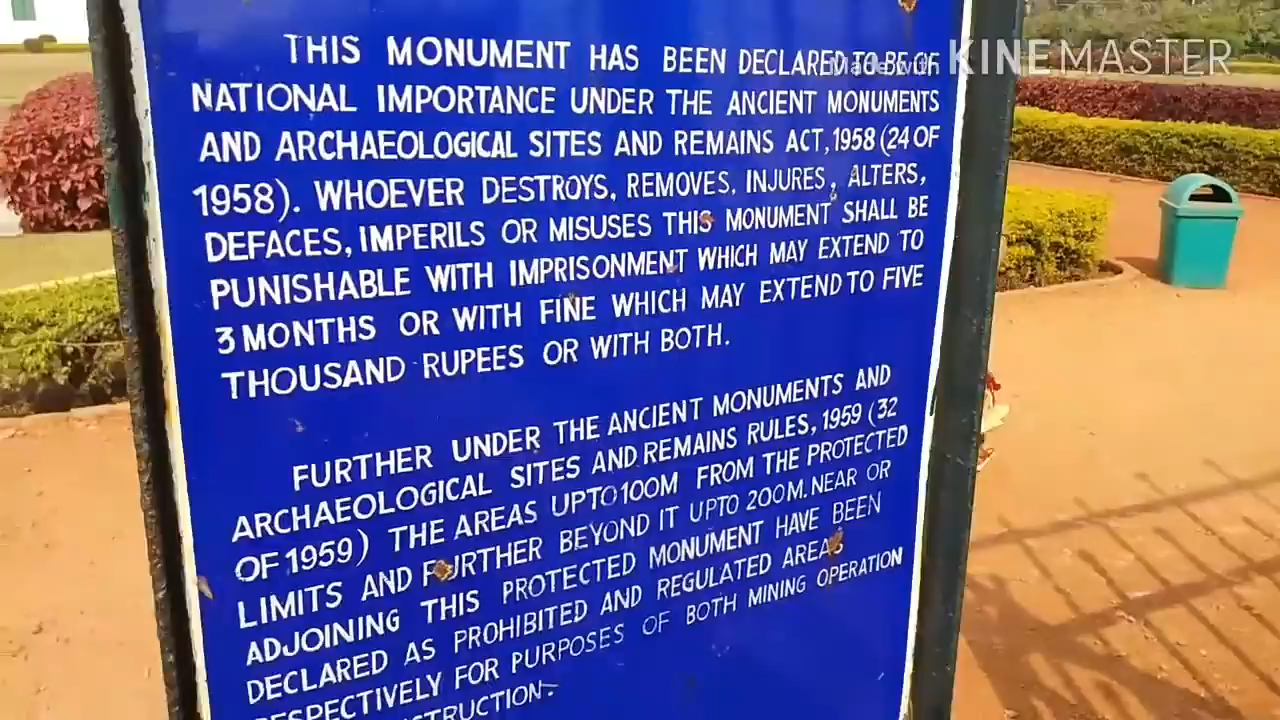 THIS MONUMENT HAS BEEN DECLARED TO BE OF
NATIONAL IMPORTANCE UNDER THE ANCIENT MONUMENTS
AND ARCHAEOLOGICAL SITES AND REMAINS ACT, 1958 (24 OF
1958). WHOEVER DESTROYS, REMOVES, INJURES, ALTERS,
DEFACES, IMPERILS OR MISUSES THIS MONUMENT SHALL BE
PUNISHABLE WITH IMPRISONMENT WHICH MAY EXTEND TO
3 MONTHS OR WITH FINE WHICH MAY EXTEND TO FIVE
THOUSAND RUPEES OR WITH BOTH.
FURTHER UNDER THE ANCIENT MONUMENTS AND
ARCHAEOLOGICAL SITES AND REMAINS RULES, 1959 (32
OF 1959) THE AREAS UPTO 100M FROM THE PROTECTED
LIMITS AND FURTHER BEYOND IT UPTO 200M. NEAR OR
ADJOINING THIS PROTECTED MONUMENT HAVE BEEN
DECLARED AS PROHIBITED AND REGULATED AREAS
RESPECTIVELY FOR PURPOSES OF BOTH MINING OPERATION
Made with KINEMASTER